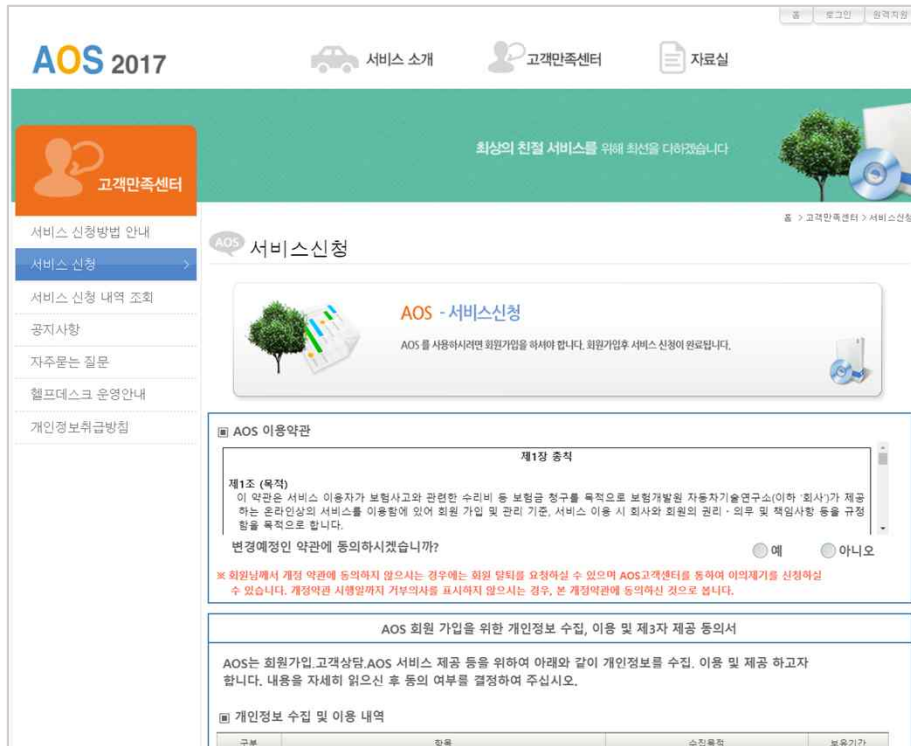 홈 로그인 원격지원
AOS 2017 서비스 소개 고객만족센터 자료실
최상의 친절 서비스를 위해 최선을 다하겠습니다
고객만족센터
홈 > 고객만족센터 > 서비스신청
서비스 신청방법 안내
서비스 신청 >
서비스 신청 내역 조회
공지사항
자주묻는 질문
헬프데스크 운영안내
개인정보취급방침
AOS 서비스신청
AOS - 서비스신청
AOS 를 사용하시려면 회원가입을 하셔야 합니다. 회원가입후 서비스 신청이 완료됩니다.
▣ AOS 이용약관
제1장 총칙
제1조 (목적)
이 약관은 서비스 이용자가 보험사고와 관련한 수리비 등 보험금 청구를 목적으로 보험개발원 자동차기술연구소(이하 '회사')가 제공
하는 온라인상의 서비스를 이용함에 있어 회원 가입 및 관리 기준, 서비스 이용 시 회사와 회원의 권리 · 의무 및 책임사항 등을 규정
함을 목적으로 합니다.
변경예정인 약관에 동의하시겠습니까? 예 아니오
※ 회원님께서 개정 약관에 동의하지 않으시는 경우에는 회원 탈퇴를 요청하실 수 있으며 AOS고객센터를 통하여 이의제기를 신청하실
수 있습니다. 개정약관 시행일까지 거부의사를 표시하지 않으시는 경우, 본 개정약관에 동의하신 것으로 봅니다.
AOS 회원 가입을 위한 개인정보 수집, 이용 및 제3자 제공 동의서
AOS는 회원가입.고객상담.AOS 서비스 제공 등을 위하여 아래와 같이 개인정보를 수집. 이용 및 제공 하고자
합니다. 내용을 자세히 읽으신 후 동의 여부를 결정하여 주십시오.
▣ 개인정보 수집 및 이용 내역
구분 항목 수집목적 보유기간